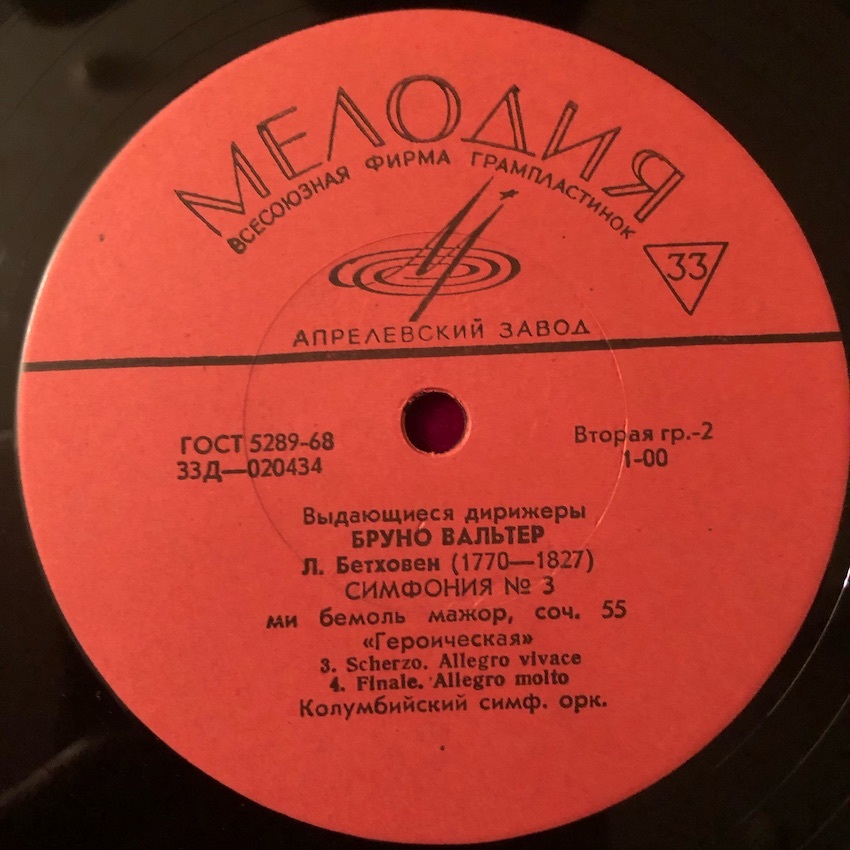 МЕЛОДИЯ
ВСЕСОЮЗНАЯ ФИРМА ГРАМПЛАСТИНОК
33
АПРЕЛЕВСКИЙ ЗАВОД
ГОСТ 5289-68
33Д—020434
Вторая гр.-2
1-00
Выдающиеся дирижеры
БРУНО ВАЛЬТЕР
Л. Бетховен (1770—1827)
СИМФОНИЯ № 3
ми бемоль мажор, соч. 55
«Героическая»
3. Scherzo. Allegro vivace
4. Finale. Allegro molto
Колумбийский симф. орк.